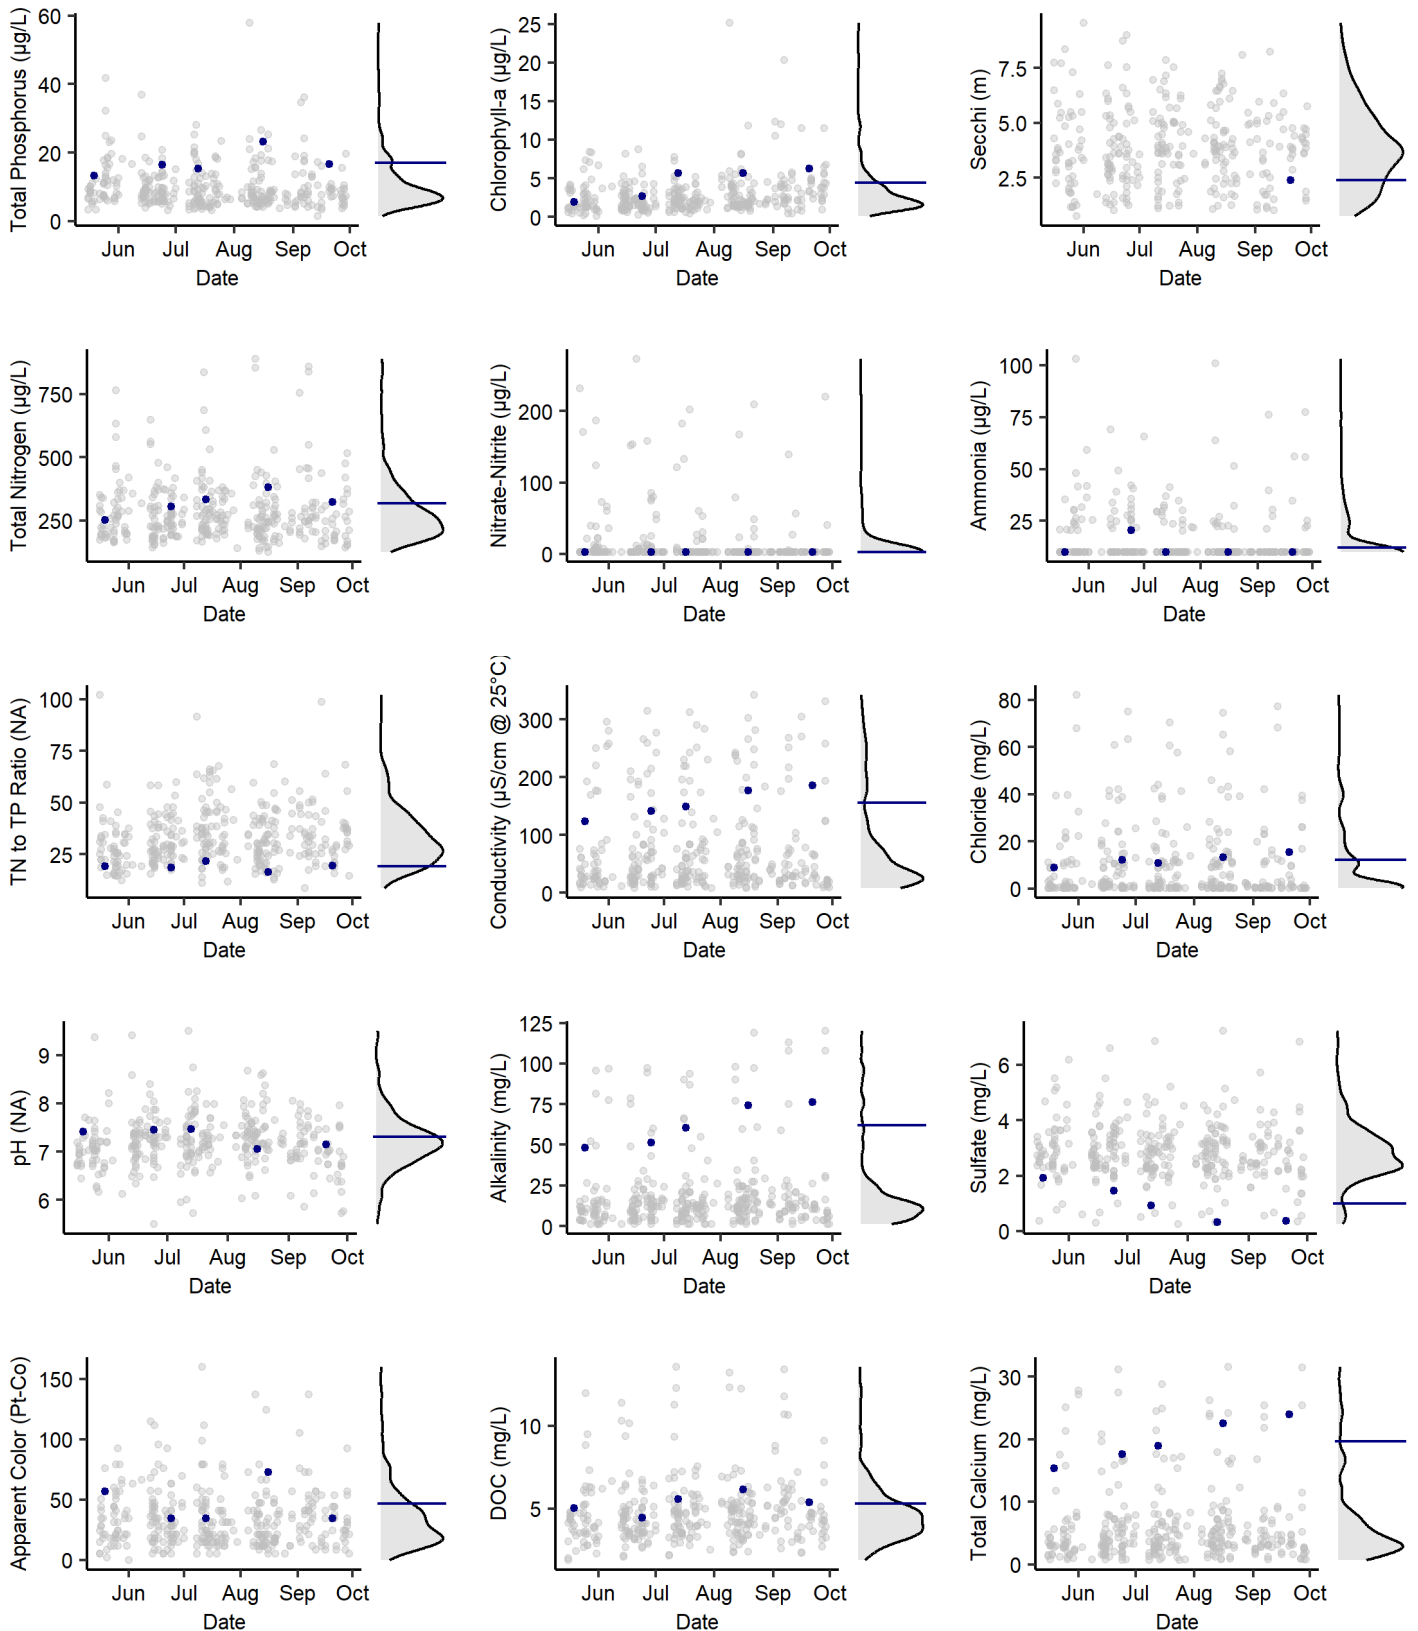 Total Phosphorus (µg/L)
60
40
20
0
Jun Jul Aug Sep Oct
Date
Chlorophyll-a (µg/L)
25
20
15
10
5
0
Jun Jul Aug Sep Oct
Date
Secchi (m)
7.5
5.0
2.5
Jun Jul Aug Sep Oct
Date
Total Nitrogen (µg/L)
750
500
250
Jun Jul Aug Sep Oct
Date
Nitrate-Nitrite (µg/L)
200
100
0
Jun Jul Aug Sep Oct
Date
Ammonia (µg/L)
100
75
50
25
Jun Jul Aug Sep Oct
Date
TN to TP Ratio (NA)
100
75
50
25
Jun Jul Aug Sep Oct
Date
Conductivity (µS/cm @ 25°C)
300
200
100
0
Jun Jul Aug Sep Oct
Date
Chloride (mg/L)
80
60
40
20
0
Jun Jul Aug Sep Oct
Date
pH (NA)
9
8
7
6
Jun Jul Aug Sep Oct
Date
Alkalinity (mg/L)
125
100
75
50
25
0
Jun Jul Aug Sep Oct
Date
Sulfate (mg/L)
6
4
2
0
Jun Jul Aug Sep Oct
Date
Apparent Color (Pt-Co)
150
100
50
0
Jun Jul Aug Sep Oct
Date
DOC (mg/L)
10
5
Jun Jul Aug Sep Oct
Date
Total Calcium (mg/L)
30
20
10
0
Jun Jul Aug Sep Oct
Date